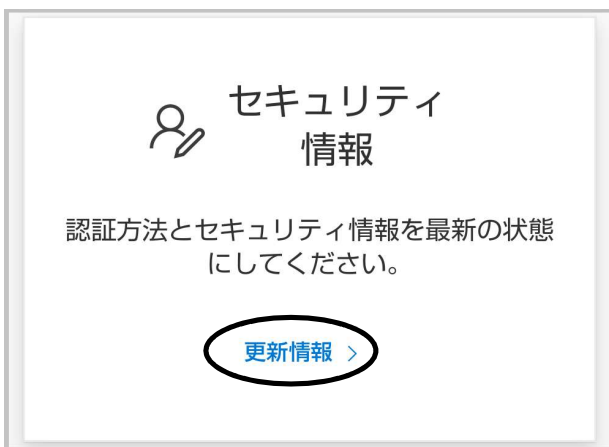 セキュリティ
情報
認証方法とセキュリティ情報を最新の状態
にしてください。
更新情報 >